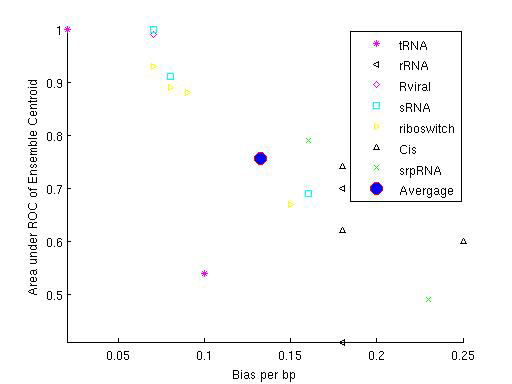 1
0.9
0.8
0.7
0.6
0.5
Area under ROC of Ensemble Centroid
0.05
0.1
0.15
0.2
0.25
Bias per bp
tRNA
rRNA
Rviral
sRNA
riboswitch
Cis
srpRNA
Avergage